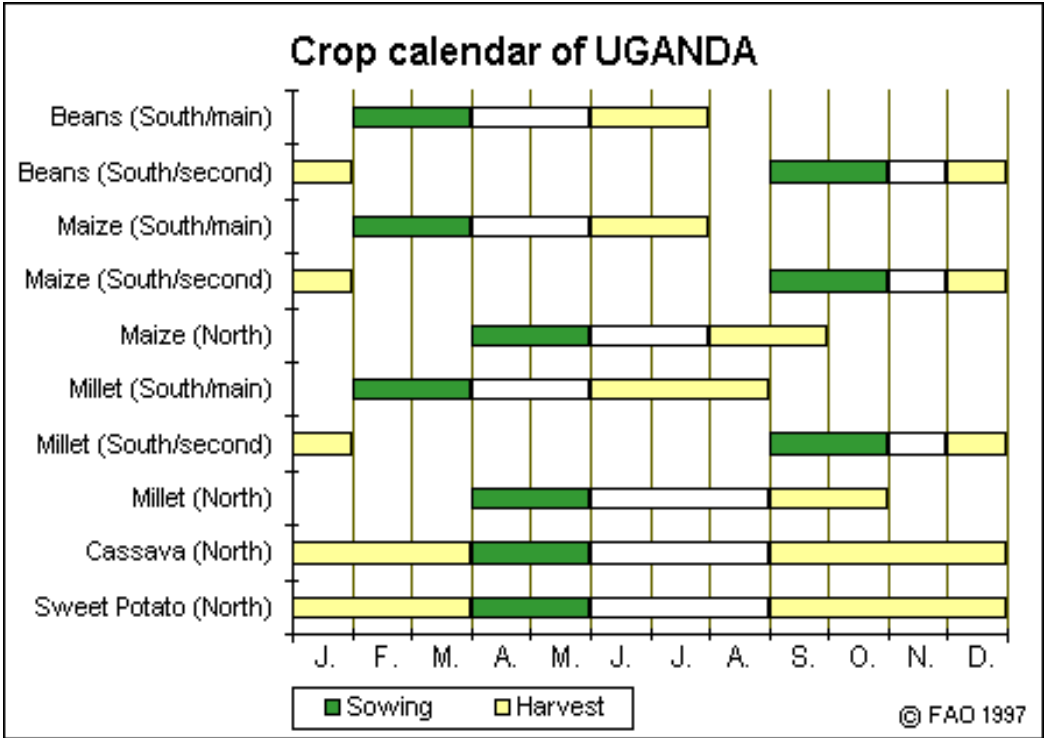 Crop calendar of UGANDA
Beans (South/main)
Beans (South/second)
Maize (South/main)
Maize (South/second)
Maize (North)
Millet (South/main)
Millet (South/second)
Millet (North)
Cassava (North)
Sweet Potato (North)
J. F. M. A. M. J. J. A. S. O. N. D.
Sowing Harvest
© FAO 1997